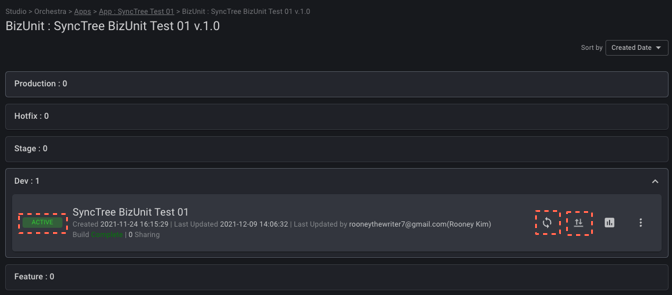 Studio > Orchestra > Apps > App : SyncTree Test 01 > BizUnit : SyncTree BizUnit Test 01 v.1.0
BizUnit : SyncTree BizUnit Test 01 v.1.0
Sort by Created Date
Production : 0
Hotfix : 0
Stage : 0
Dev : 1
ACTIVE
SyncTree BizUnit Test 01
Created 2021-11-24 16:15:29 | Last Updated 2021-12-09 14:06:32 | Last Updated by rooneythewriter7@gmail.com(Rooney Kim)
Build Complete | 0 Sharing
Feature : 0